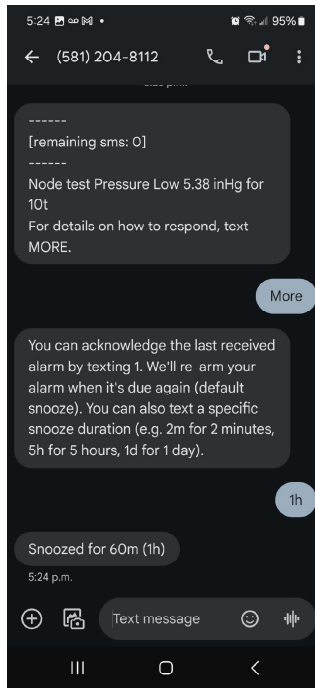 5:24
95%
(581) 204-8112
------
[remaining sms: 0]
------
Node test Pressure Low 5.38 inHg for
10t
For details on how to respond, text
MORE.
More
You can acknowledge the last received
alarm by texting 1. We'll re arm your
alarm when it's due again (default
snooze). You can also text a specific
snooze duration (e.g. 2m for 2 minutes,
5h for 5 hours, 1d for 1 day).
1h
Snoozed for 60m (1h)
5:24 p.m.
Text message